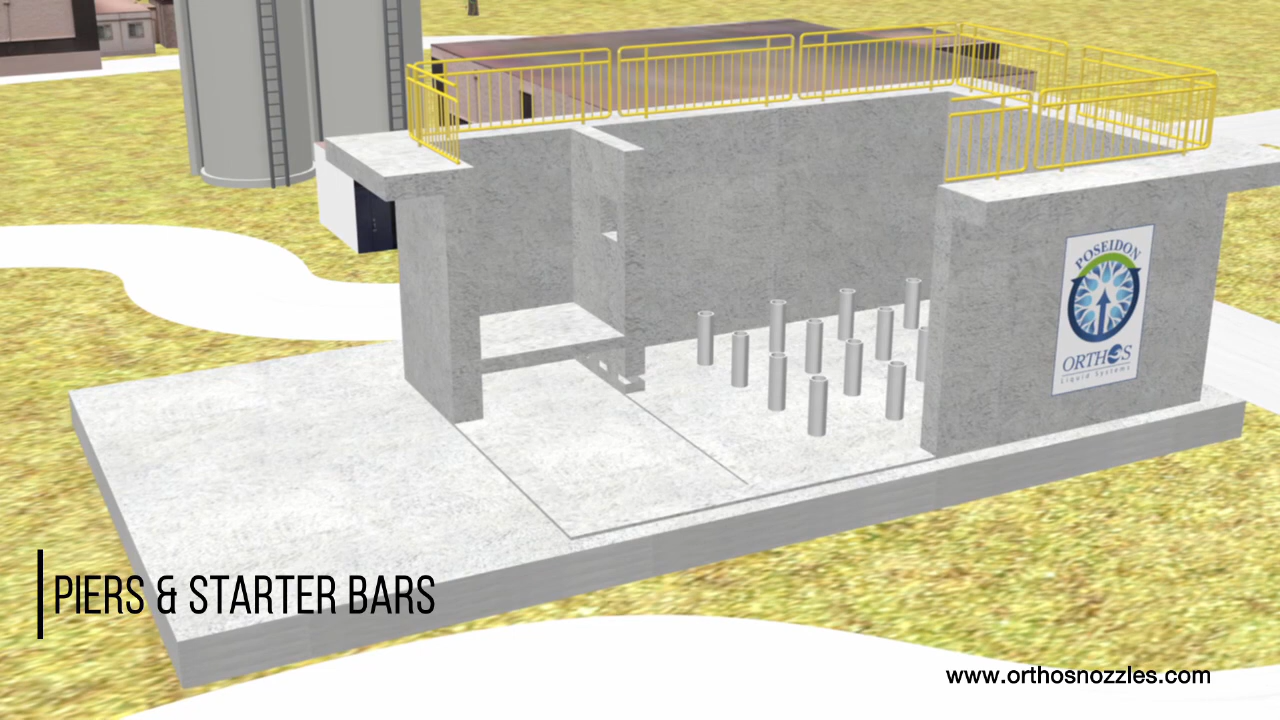 POSEIDON
ORTHOS
Liquid Systems
PIERS & STARTER BARS
www.orthosnozzles.com